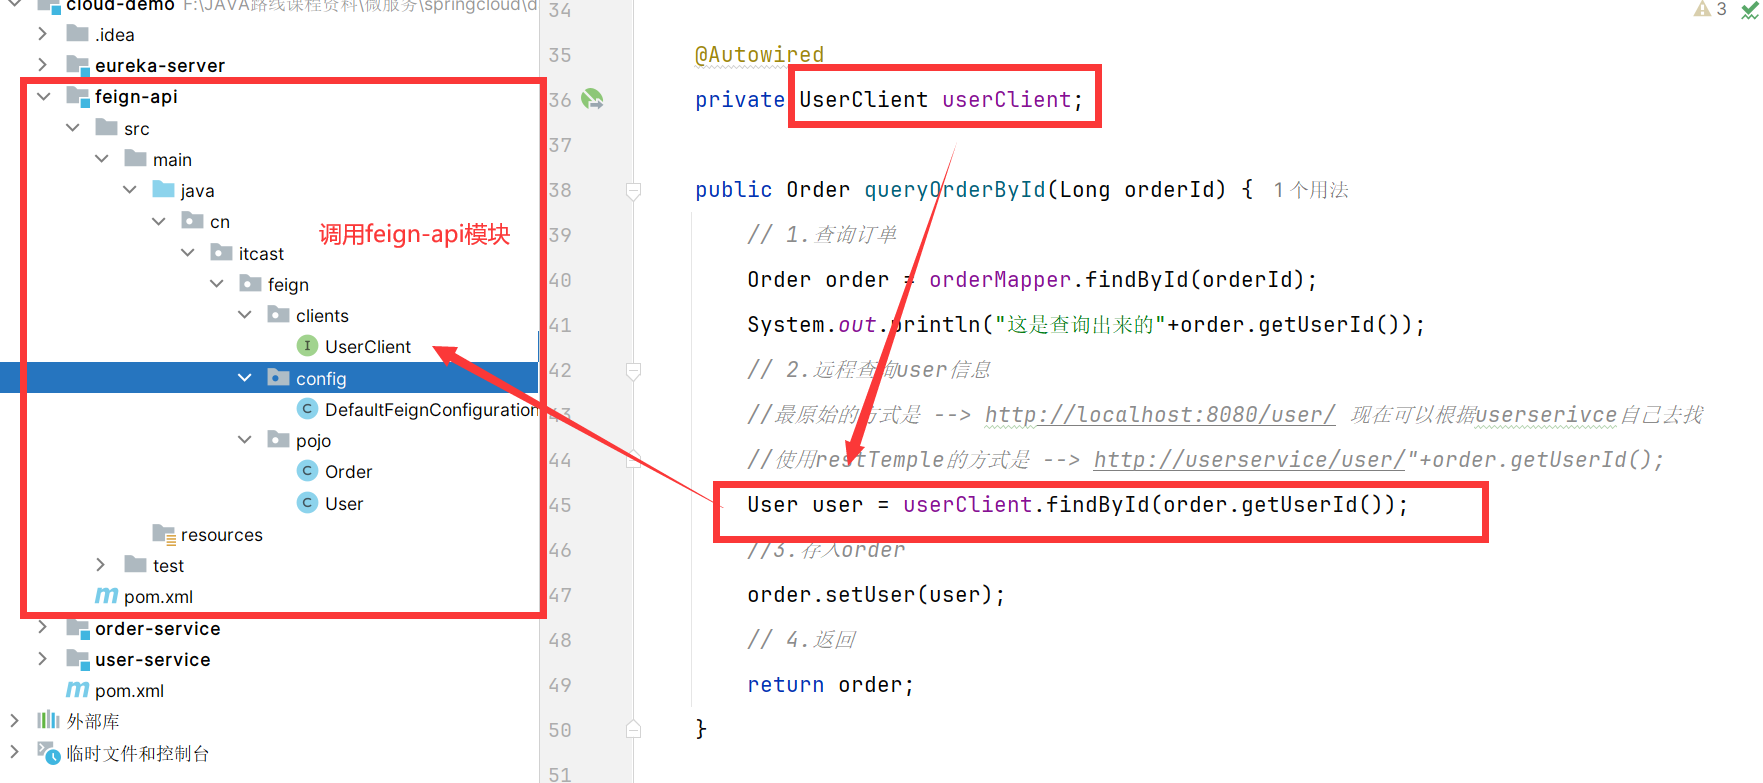 cloud-demo F:\JAVA路线课程资料\微服务\springcloud\d
.idea
eureka-server
feign-api
src
main
java
cn
调用feign-api模块
itcast
feign
clients
UserClient
config
DefaultFeignConfiguration
pojo
Order
User
resources
test
pom.xml
order-service
user-service
pom.xml
外部库
临时文件和控制台
3
34
35 @Autowired
36 private UserClient userClient;
37
38 public Order queryOrderById(Long orderId) { 1个用法
39 // 1.查询订单
40 Order order = orderMapper.findById(orderId);
41 System.out.println("这是查询出来的"+order.getUserId());
42 // 2.远程查询user信息
43 //最原始的方式是 --> http://localhost:8080/user/ 现在可以根据userserivce自己去找
44 //使用restTemple的方式是 --> http://userservice/user/"+order.getUserId();
45 User user = userClient.findById(order.getUserId());
46 //3.存入order
47 order.setUser(user);
48 // 4.返回
49 return order;
50 }
51